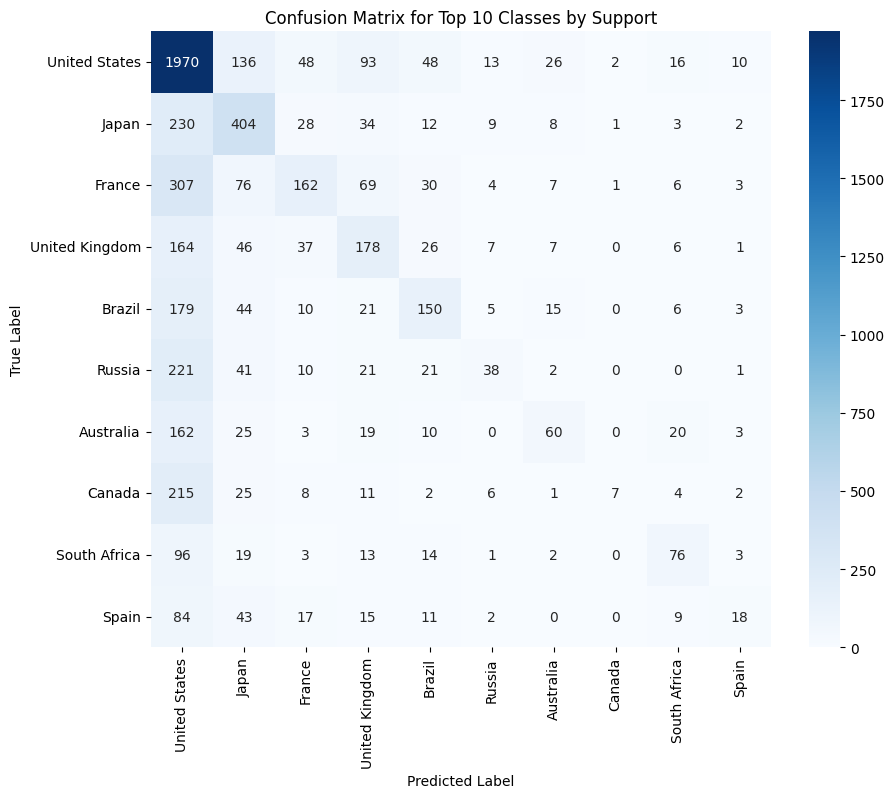 Confusion Matrix for Top 10 Classes by Support
True Label
United States 1970 136 48 93 48 13 26 2 16 10
Japan 230 404 28 34 12 9 8 1 3 2
France 307 76 162 69 30 4 7 1 6 3
United Kingdom 164 46 37 178 26 7 7 0 6 1
Brazil 179 44 10 21 150 5 15 0 6 3
Russia 221 41 10 21 21 38 2 0 0 1
Australia 162 25 3 19 10 0 60 0 20 3
Canada 215 25 8 11 2 6 1 7 4 2
South Africa 96 19 3 13 14 1 2 0 76 3
Spain 84 43 17 15 11 2 0 0 9 18
United States
Japan
France
United Kingdom
Brazil
Russia
Australia
Canada
South Africa
Spain
Predicted Label
1750
1500
1250
1000
750
500
250
0